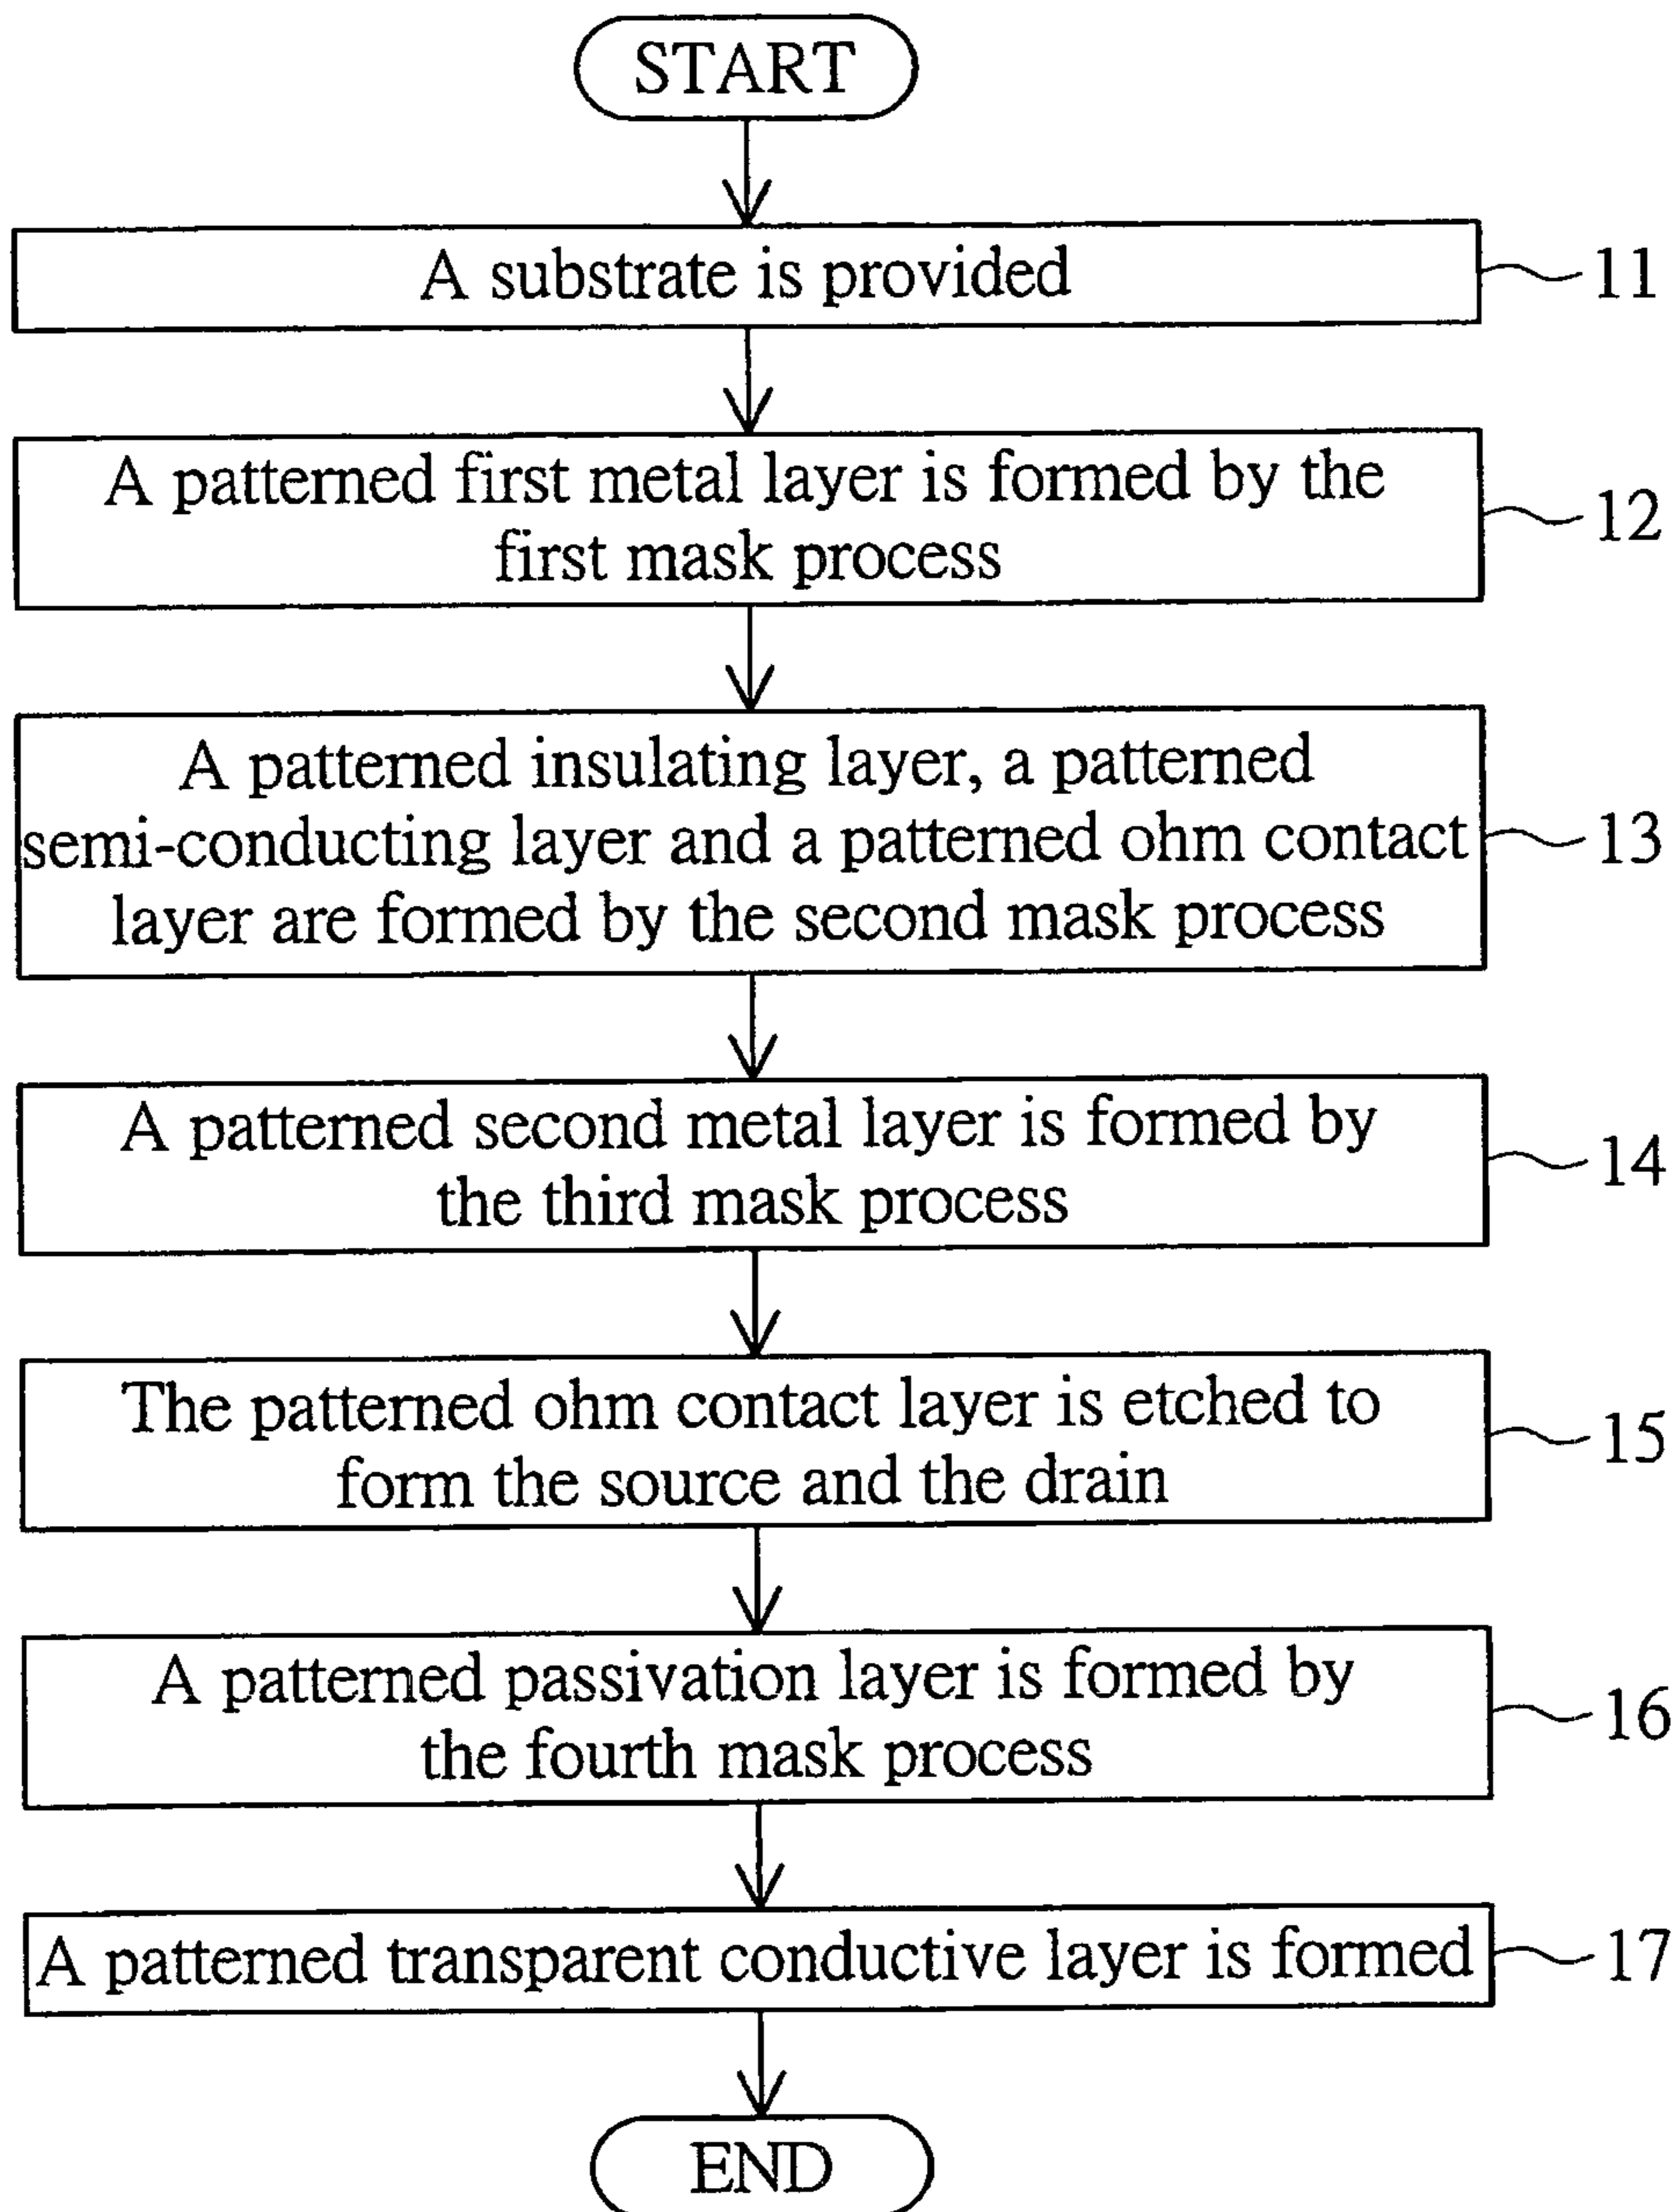 START
A substrate is provided
11
A patterned first metal layer is formed by the
first mask process
12
A patterned insulating layer, a patterned
semi-conducting layer and a patterned ohm contact
layer are formed by the second mask process
13
A patterned second metal layer is formed by
the third mask process
14
The patterned ohm contact layer is etched to
form the source and the drain
15
A patterned passivation layer is formed by
the fourth mask process
16
A patterned transparent conductive layer is formed
17
END